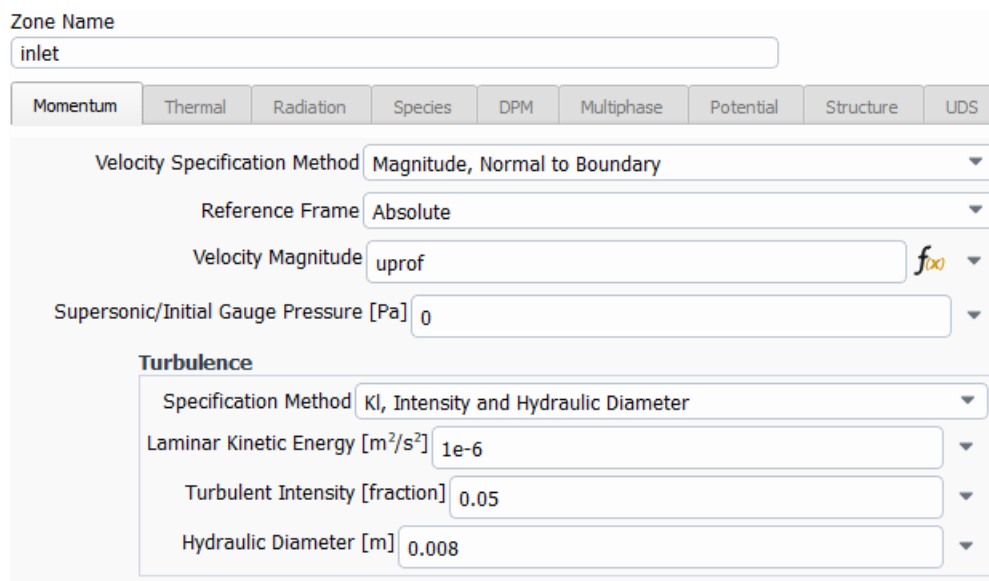 Zone Name
inlet
Momentum Thermal Radiation Species DPM Multiphase Potential Structure UDS
Velocity Specification Method Magnitude, Normal to Boundary
Reference Frame Absolute
Velocity Magnitude uprof f(x)
Supersonic/Initial Gauge Pressure [Pa] 0
Turbulence
Specification Method Kl, Intensity and Hydraulic Diameter
Laminar Kinetic Energy [m²/s²] 1e-6
Turbulent Intensity [fraction] 0.05
Hydraulic Diameter [m] 0.008